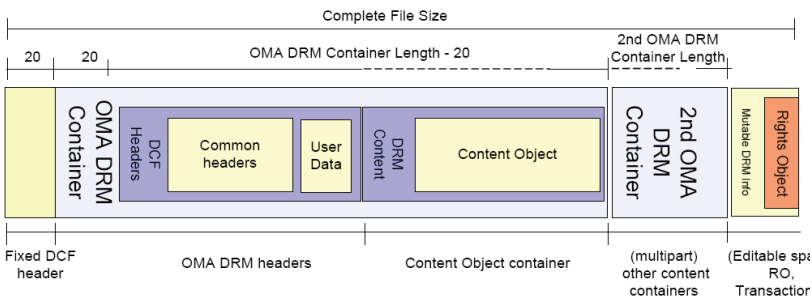 Complete File Size
20
20
OMA DRM Container Length - 20
2nd OMA DRM
Container Length
OMA DRM
Container
DCF
Headers
Common
headers
User
Data
DRM
Content
Content Object
2nd OMA
DRM
Container
Mutable DRM Info
Rights Object
Fixed DCF
header
OMA DRM headers
Content Object container
(multipart)
other content
containers
(Editable spa
RO,
Transaction